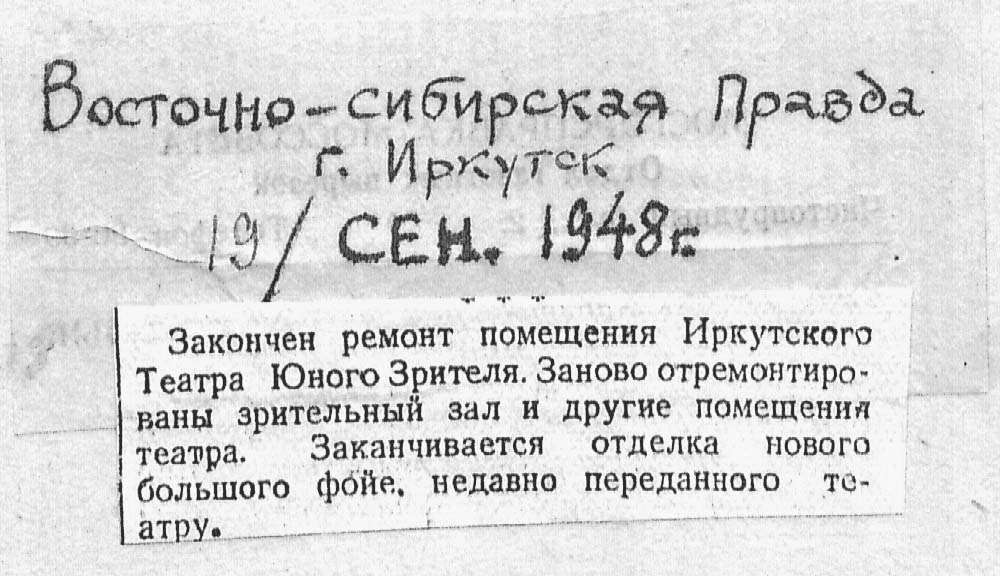 Восточно-сибирская Правда
г. Иркутск
19/ СЕН. 1948г.
* * *
Закончен ремонт помещения Иркутского
Театра Юного Зрителя. Заново отремонтиро-
ваны зрительный зал и другие помещения
театра. Заканчивается отделка нового
большого фойе, недавно переданного те-
атру.